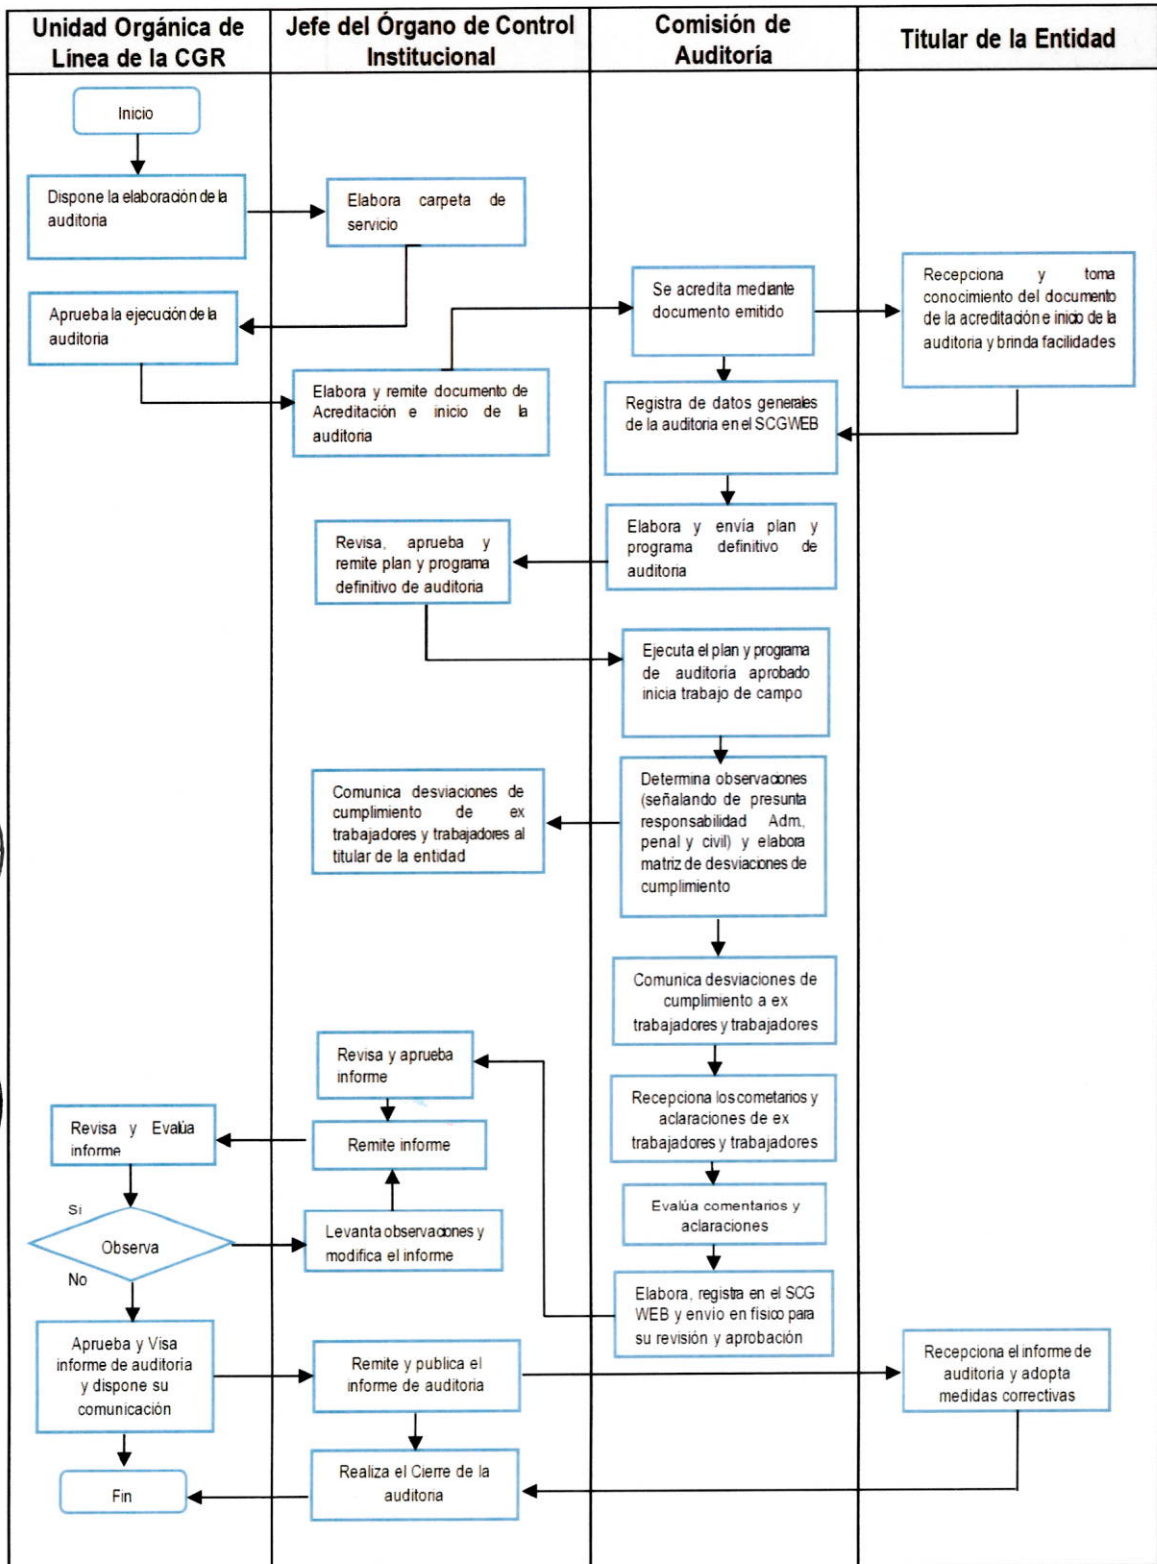 Unidad Orgánica de
Línea de la CGR
Jefe del Órgano de Control
Institucional
Comisión de
Auditoría
Titular de la Entidad
Inicio
Dispone la elaboración de la
auditoria
Elabora carpeta de
servicio
Aprueba la ejecución de la
auditoria
Se acredita mediante
documento emitido
Recepciona y toma
conocimiento del documento
de la acreditación e inicio de la
auditoria y brinda facilidades
Elabora y remite documento de
Acreditación e inicio de la
auditoria
Registra de datos generales
de la auditoria en el SCGWEB
Elabora y envía plan y
programa definitivo de
auditoria
Revisa, aprueba y
remite plan y programa
definitivo de auditoria
Ejecuta el plan y programa
de auditoría aprobado
inicia trabajo de campo
Determina observaciones
(señalando de presunta
responsabilidad Adm.,
penal y civil) y elabora
matriz de desviaciones de
cumplimiento
Comunica desviaciones de
cumplimiento de ex
trabajadores y trabajadores al
titular de la entidad
Comunica desviaciones de
cumplimiento a ex
trabajadores y trabajadores
Revisa y aprueba
informe
Recepciona los cometarios y
aclaraciones de ex
trabajadores y trabajadores
Revisa y Evalúa
informe
Remite informe
Evalúa comentarios y
aclaraciones
Si
Observa
No
Levanta observaciones y
modifica el informe
Elabora, registra en el SCG
WEB y envío en físico para
su revisión y aprobación
Aprueba y Visa
informe de auditoría
y dispone su
comunicación
Remite y publica el
informe de auditoria
Recepciona el informe de
auditoría y adopta
medidas correctivas
Realiza el Cierre de la
auditoria
Fin